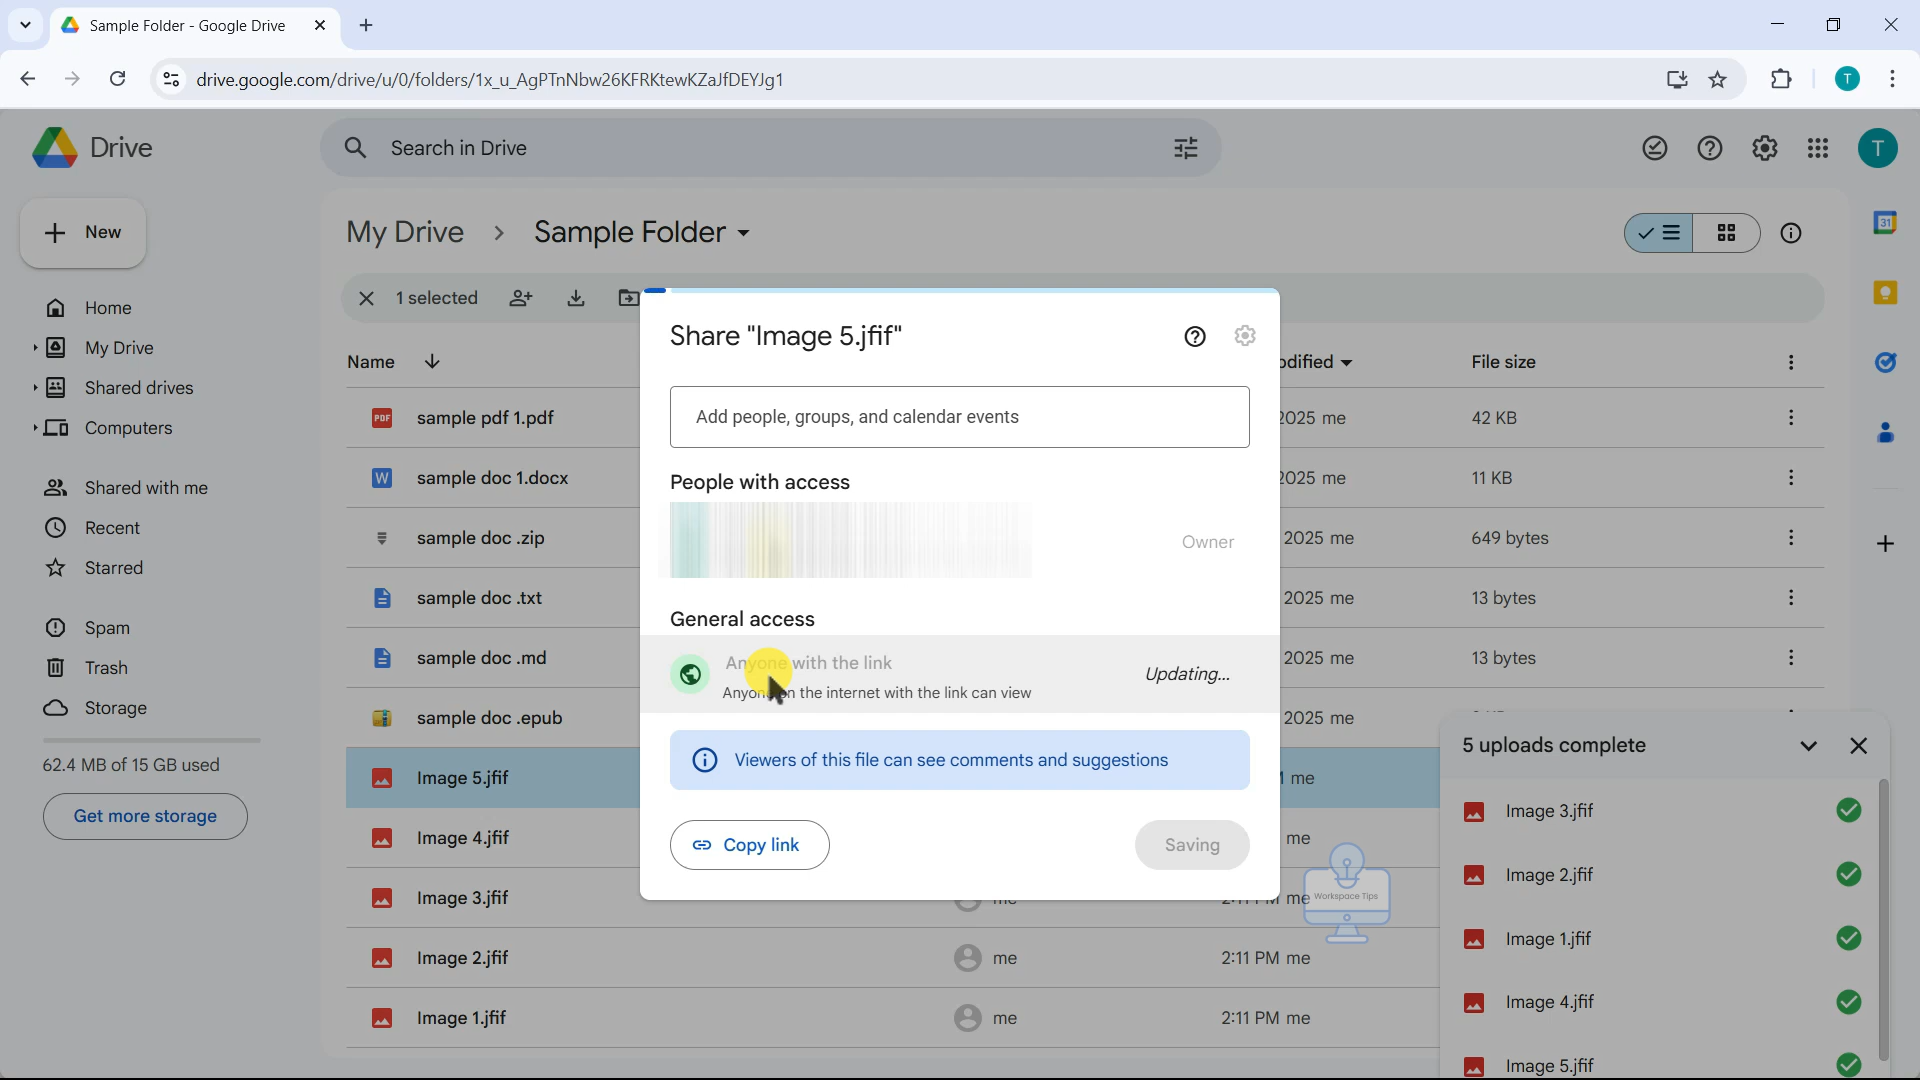 Sample Folder - Google Drive
drive.google.com/drive/u/0/folders/1x_u_AgPTnNbw26KFRKtewKZaJfDEYJg1
T
Drive
Search in Drive
T
New
My Drive > Sample Folder
31
Home
My Drive
Shared drives
Computers
Shared with me
Recent
Starred
Spam
Trash
Storage
62.4 MB of 15 GB used
Get more storage
1 selected
Name
File size
PDF sample pdf 1.pdf
2025 me
42 KB
W sample doc 1.docx
2025 me
11 KB
sample doc .zip
2025 me
649 bytes
sample doc .txt
2025 me
13 bytes
sample doc .md
2025 me
13 bytes
sample doc .epub
2025 me
Image 5.jfif
me
Image 4.jfif
me
Image 3.jfif
me
Image 2.jfif
me
2:11 PM me
Image 1.jfif
me
2:11 PM me
Share "Image 5.jfif"
Add people, groups, and calendar events
People with access
Owner
General access
Anyone with the link
Updating...
Anyone on the internet with the link can view
Viewers of this file can see comments and suggestions
Copy link
Saving
Workspace Tips
5 uploads complete
Image 3.jfif
Image 2.jfif
Image 1.jfif
Image 4.jfif
Image 5.jfif